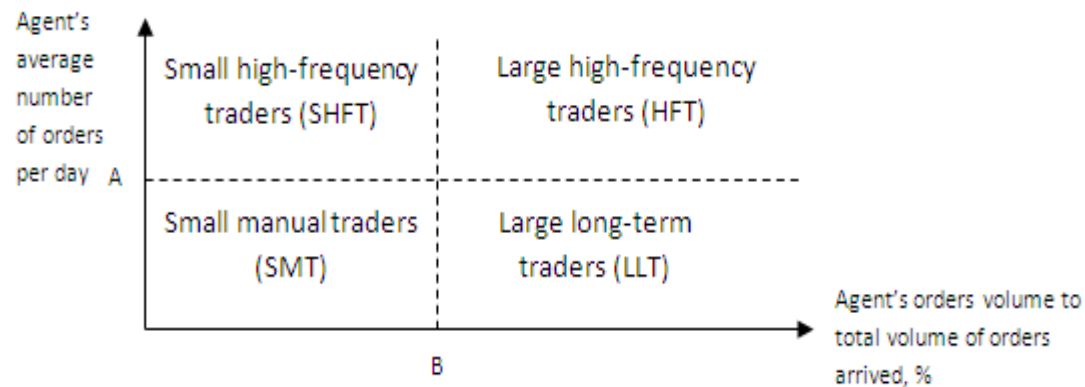 Agent's
average
number
of orders
per day
A
Small high-frequency
traders (SHFT)
Large high-frequency
traders (HFT)
Small manual traders
(SMT)
Large long-term
traders (LLT)
B
Agent's orders volume to
total volume of orders
arrived, %